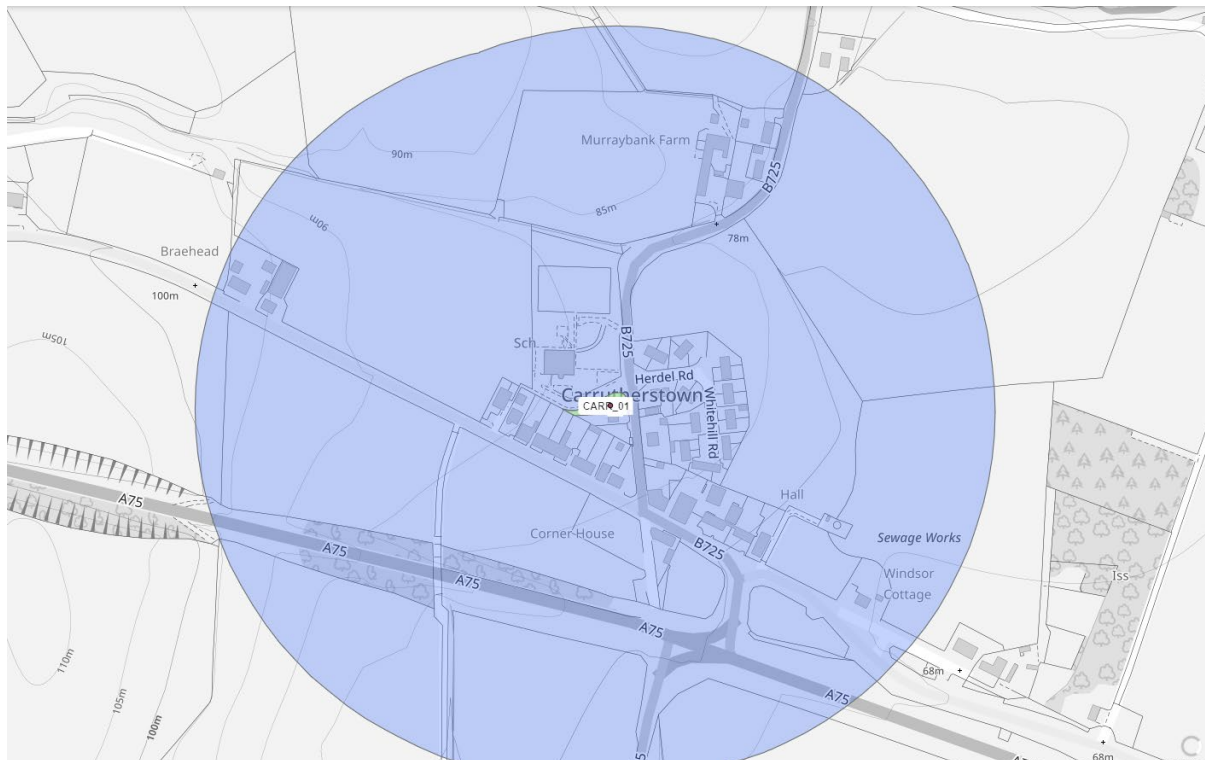 Murraybank Farm
90m
85m
B725
78m
90m
Braehead
100m
105m
Sch
B725
Herdel Rd
Carrutherstown
CARR_01
Whitehill Rd
A75
Hall
Corner House
Sewage Works
B725
A75
A75
Windsor
Cottage
Iss
A75
110m
105m
100m
68m
A75
68m